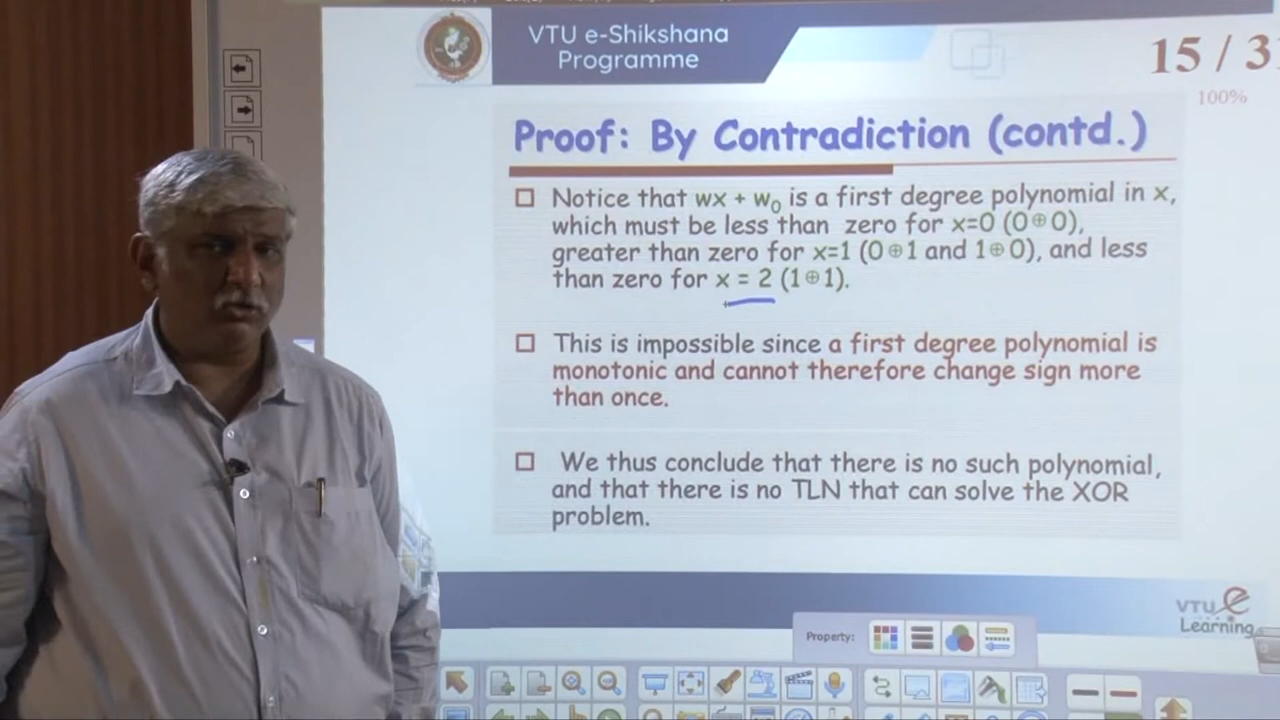 VTU e-Shikshana
Programme
15 / 3
100%
Proof: By Contradiction (contd.)
Notice that wx + w₀ is a first degree polynomial in x,
which must be less than zero for x=0 (0⊕0),
greater than zero for x=1 (0⊕1 and 1⊕0), and less
than zero for x = 2 (1⊕1).
This is impossible since a first degree polynomial is
monotonic and cannot therefore change sign more
than once.
We thus conclude that there is no such polynomial,
and that there is no TLN that can solve the XOR
problem.
VTU e
Learning
Property: